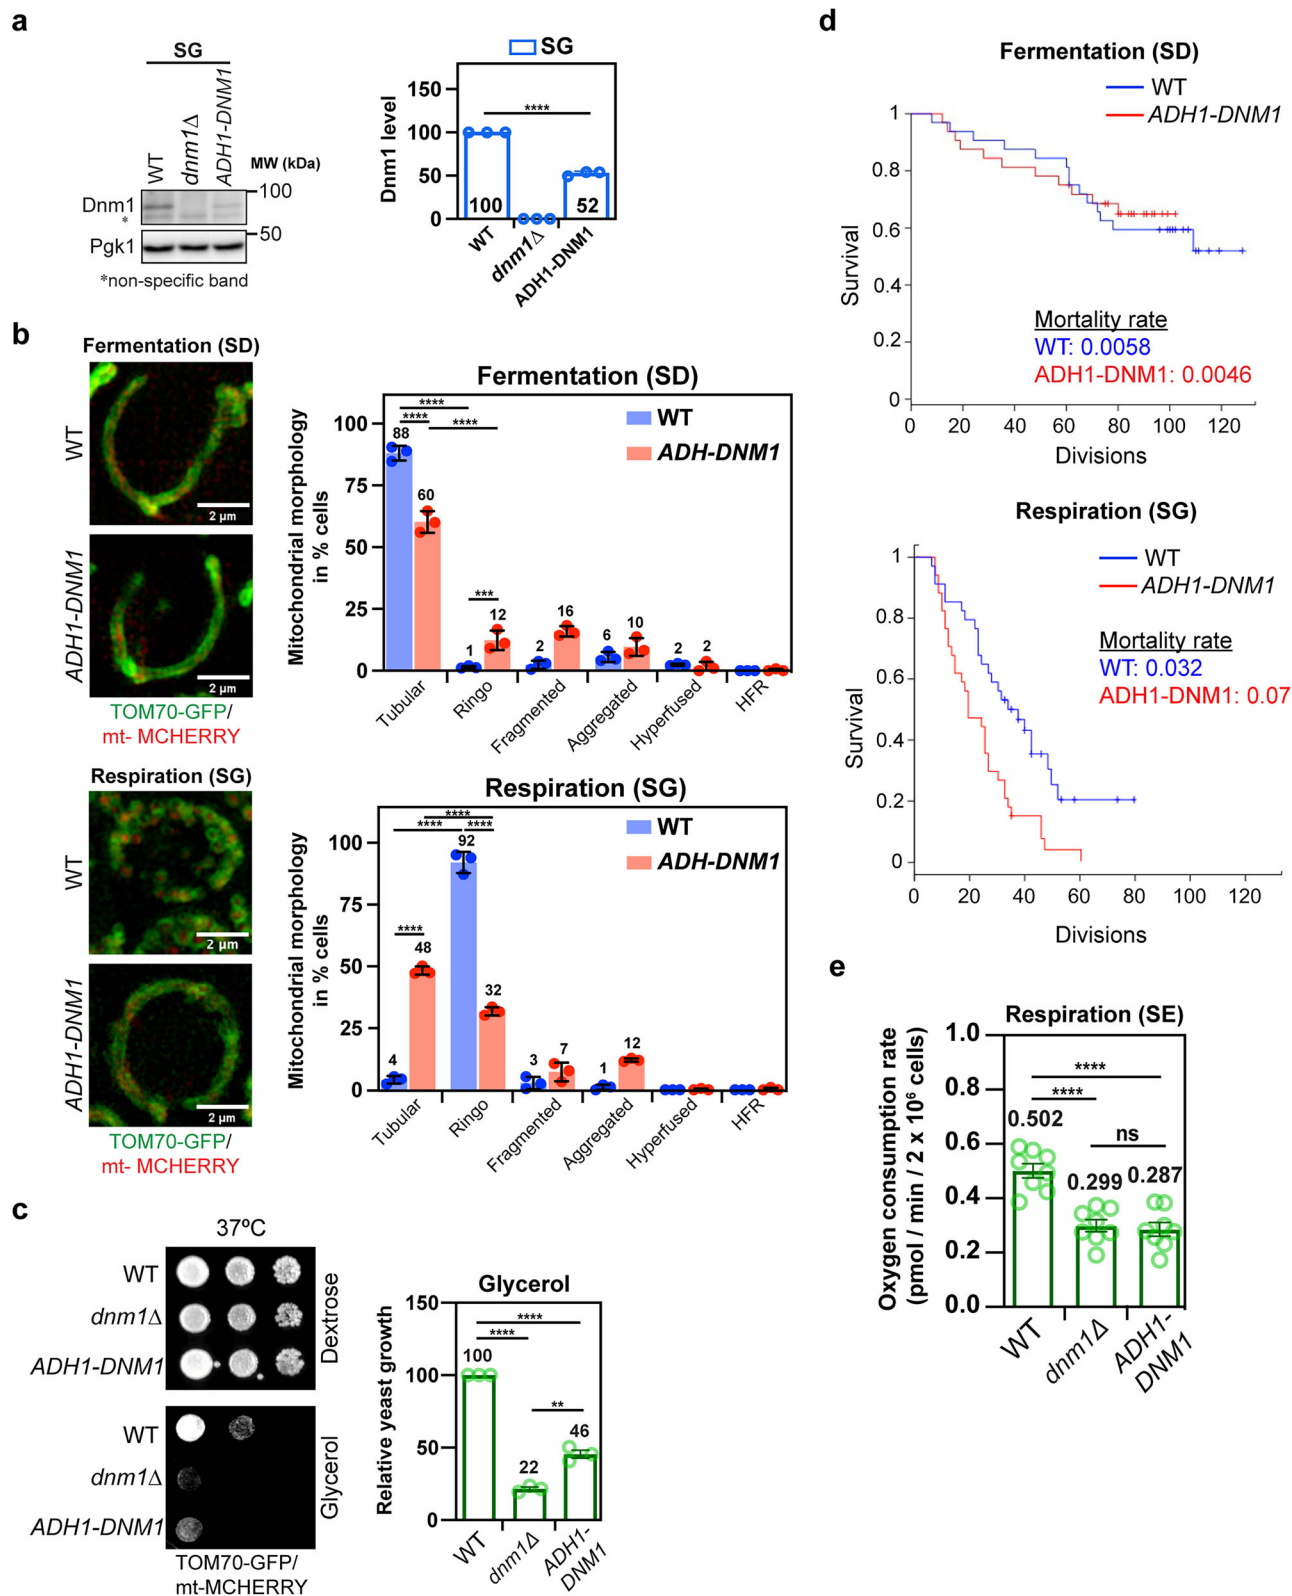 a
SG
WT
dnm1Δ
ADH1-DNM1
MW (kDa)
Dnm1
100
*
50
Pgk1
*non-specific band
SG
Dnm1 level
150
100
50
0
****
100
52
WT
dnm1Δ
ADH1-DNM1
b
Fermentation (SD)
WT
2 µm
ADH1-DNM1
2 µm
TOM70-GFP/
mt- MCHERRY
Fermentation (SD)
Mitochondrial morphology
in % cells
100
75
50
25
0
WT
ADH-DNM1
****
**** ****
88
60
***
1
12
2
16
6
10
2
2
Tubular
Ringo
Fragmented
Aggregated
Hyperfused
HFR
Respiration (SG)
WT
2 µm
ADH1-DNM1
2 µm
TOM70-GFP/
mt- MCHERRY
Respiration (SG)
Mitochondrial morphology
in % cells
100
75
50
25
0
WT
ADH-DNM1
****
**** ****
92
****
48
4
32
3
7
1
12
Tubular
Ringo
Fragmented
Aggregated
Hyperfused
HFR
c
37ºC
WT
dnm1Δ
ADH1-DNM1
Dextrose
WT
dnm1Δ
ADH1-DNM1
Glycerol
TOM70-GFP/
mt-MCHERRY
Glycerol
Relative yeast growth
150
100
50
0
****
****
100
**
22
46
WT
dnm1Δ
ADH1-
DNM1
d
Fermentation (SD)
WT
ADH1-DNM1
Survival
1
0.8
0.6
0.4
0.2
0
Mortality rate
WT: 0.0058
ADH1-DNM1: 0.0046
0 20 40 60 80 100 120
Divisions
Respiration (SG)
WT
ADH1-DNM1
Mortality rate
WT: 0.032
ADH1-DNM1: 0.07
Survival
1
0.8
0.6
0.4
0.2
0
0 20 40 60 80 100 120
Divisions
e
Respiration (SE)
Oxygen consumption rate
(pmol / min / 2 x 10⁶ cells)
1.0
0.8
0.6
0.4
0.2
0.0
****
****
ns
0.502
0.299
0.287
WT
dnm1Δ
ADH1-
DNM1